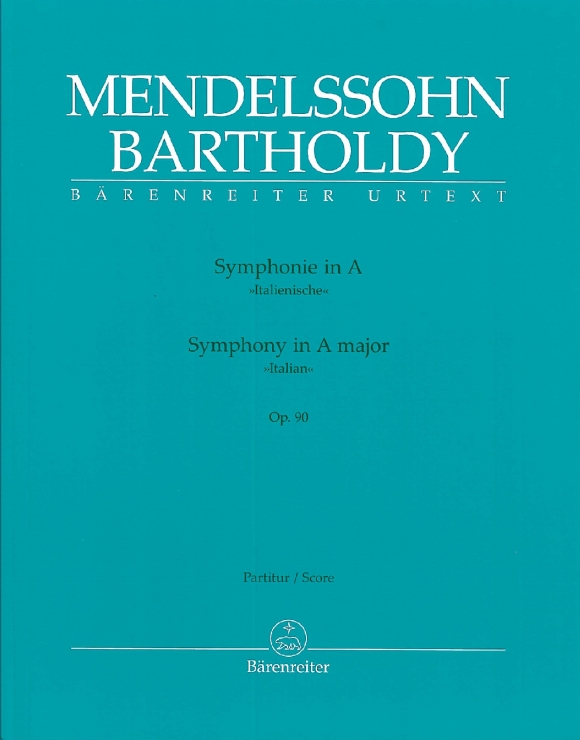 MENDELSSOHN
BARTHOLDY
BÄRENREITER URTEXT
Symphonie in A
»Italienische«
Symphony in A major
»Italian«
Op. 90
Partitur / Score
Bärenreiter